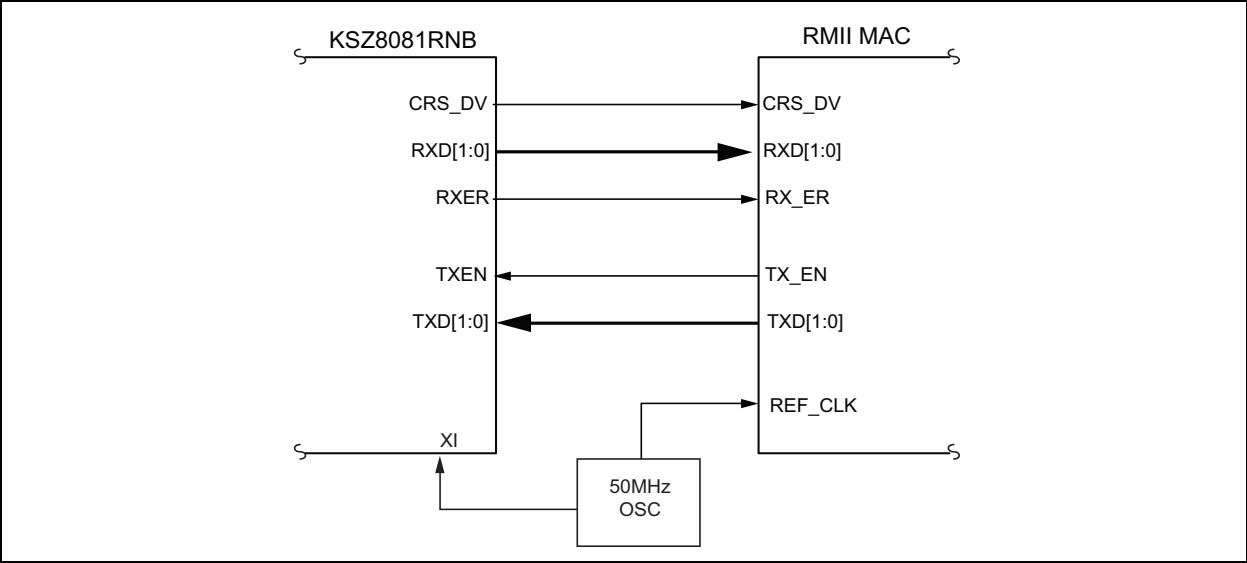 KSZ8081RNB
RMII MAC
CRS_DV
CRS_DV
RXD[1:0]
RXD[1:0]
RXER
RX_ER
TXEN
TX_EN
TXD[1:0]
TXD[1:0]
REF_CLK
XI
50MHz
OSC